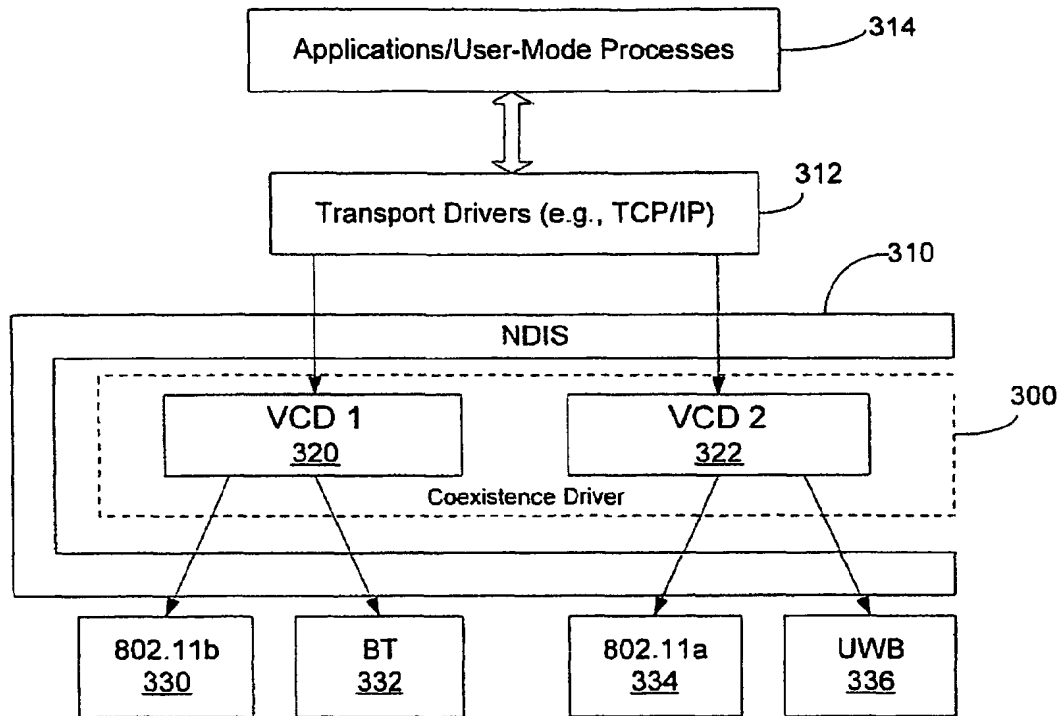 Applications/User-Mode Processes
314
Transport Drivers (e.g., TCP/IP)
312
310
NDIS
300
VCD 1
320
VCD 2
322
Coexistence Driver
802.11b
330
BT
332
802.11a
334
UWB
336